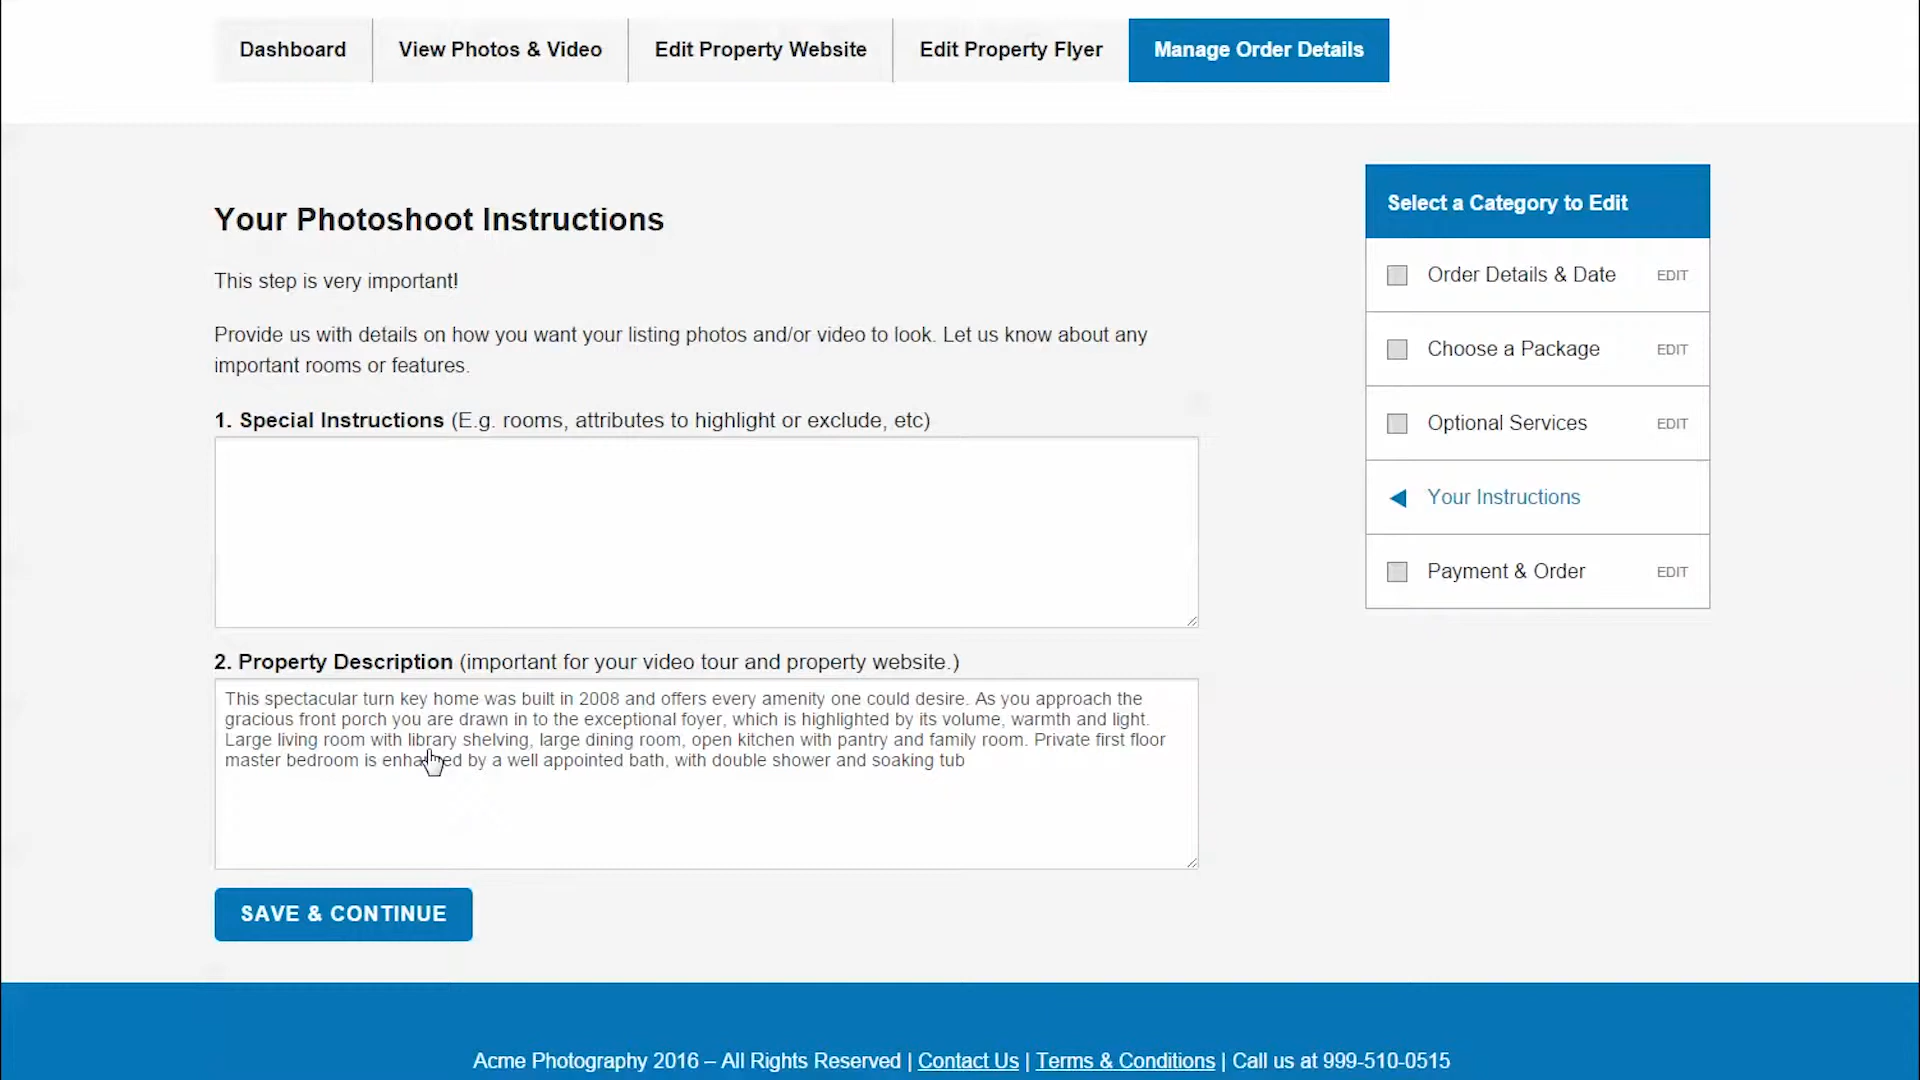 Dashboard
View Photos & Video
Edit Property Website
Edit Property Flyer
Manage Order Details
Your Photoshoot Instructions
This step is very important!
Provide us with details on how you want your listing photos and/or video to look. Let us know about any
important rooms or features.
1. Special Instructions (E.g. rooms, attributes to highlight or exclude, etc)
2. Property Description (important for your video tour and property website.)
This spectacular turn key home was built in 2008 and offers every amenity one could desire. As you approach the
gracious front porch you are drawn in to the exceptional foyer, which is highlighted by its volume, warmth and light.
Large living room with library shelving, large dining room, open kitchen with pantry and family room. Private first floor
master bedroom is enhanced by a well appointed bath, with double shower and soaking tub
SAVE & CONTINUE
Select a Category to Edit
Order Details & Date EDIT
Choose a Package EDIT
Optional Services EDIT
Your Instructions
Payment & Order EDIT
Acme Photography 2016 – All Rights Reserved | Contact Us | Terms & Conditions | Call us at 999-510-0515